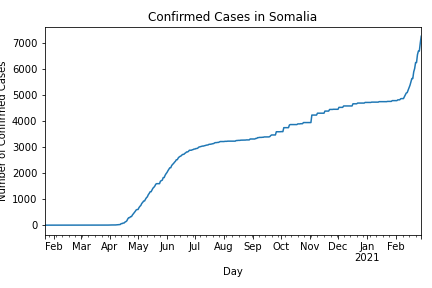 Confirmed Cases in Somalia
Number of Confirmed Cases
7000
6000
5000
4000
3000
2000
1000
0
Feb Mar Apr May Jun Jul Aug Sep Oct Nov Dec Jan Feb
2021
Day